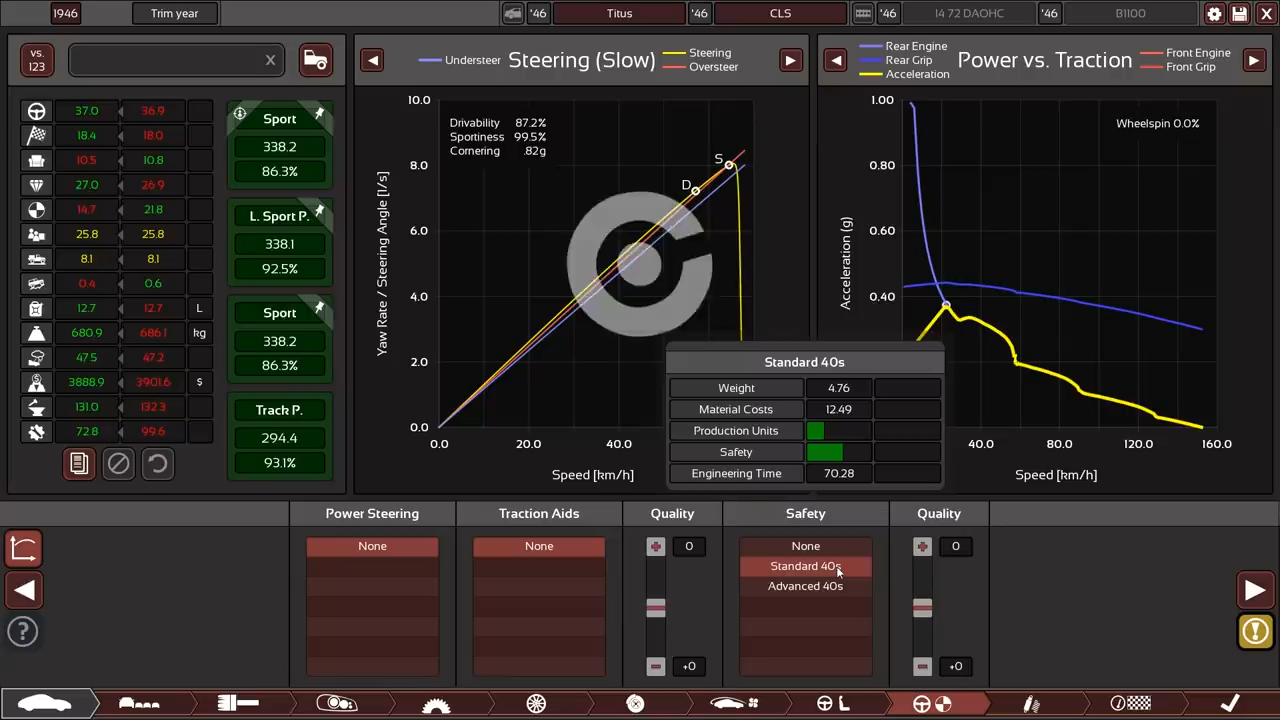 1946
Trim year
'46
Titus
'46
CLS
'46
I4 72 DAOHC
'46
B1100
vs.
123
X
37.0 36.9
18.4 18.0
10.5 10.8
27.0 26.9
14.7 21.8
25.8 25.8
8.1 8.1
0.4 0.6
12.7 12.7 L
680.9 686.1 kg
47.5 47.2
3888.9 3901.6 $
131.0 132.3
72.8 99.6
Sport
338.2
86.3%
L. Sport P.
338.1
92.5%
Sport
338.2
86.3%
Track P.
294.4
93.1%
Understeer
Steering (Slow)
Steering
Oversteer
Drivability 87.2%
Sportiness 99.5%
Cornering .82g
S
D
Yaw Rate / Steering Angle [1/s]
10.0
8.0
6.0
4.0
2.0
0.0
0.0 20.0 40.0
Speed [km/h]
Rear Engine
Rear Grip
Acceleration
Power vs. Traction
Front Engine
Front Grip
Wheelspin 0.0%
Acceleration [g]
1.00
0.80
0.60
0.40
40.0 80.0 120.0 160.0
Speed [km/h]
Standard 40s
Weight 4.76
Material Costs 12.49
Production Units
Safety
Engineering Time 70.28
Power Steering
None
Traction Aids
None
Quality
0
+0
Safety
None
Standard 40s
Advanced 40s
Quality
0
+0